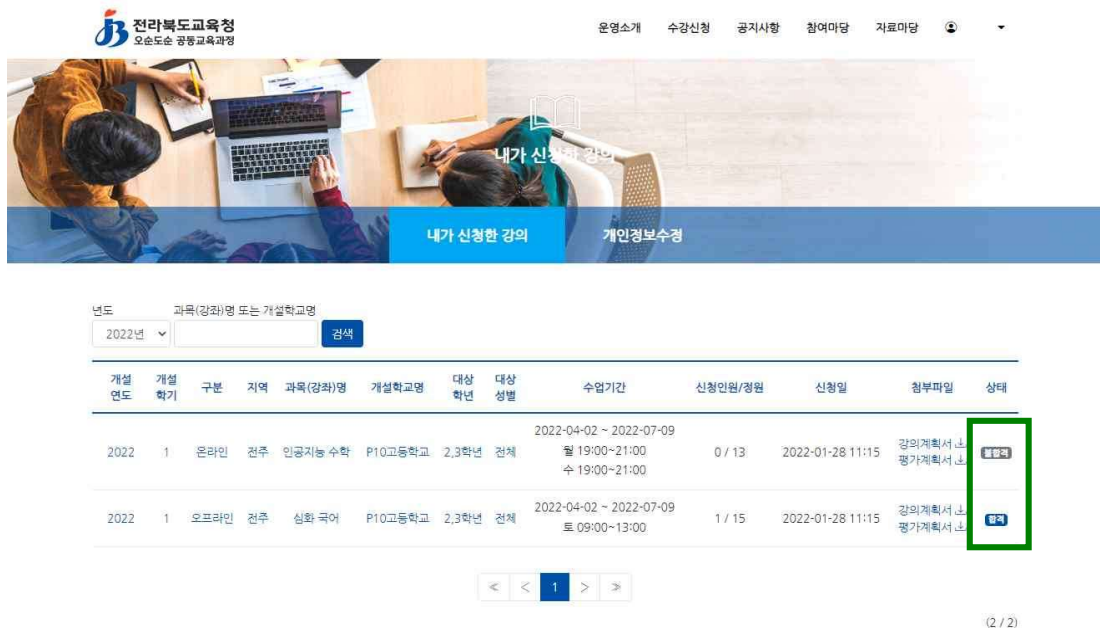 전라북도교육청
오순도순 공동교육과정
운영소개 수강신청 공지사항 참여마당 자료마당
내가 신청한 강의
내가 신청한 강의 개인정보수정
년도 과목(강좌)명 또는 개설학교명
2022년 검색
개설 연도 개설 학기 구분 지역 과목(강좌)명 개설학교명 대상 학년 대상 성별 수업기간 신청인원/정원 신청일 첨부파일 상태
2022-04-02 ~ 2022-07-09
2022 1 온라인 전주 인공지능 수학 P10고등학교 2,3학년 전체 월 19:00~21:00 0 / 13 2022-01-28 11:15 강의계획서 불합격
수 19:00~21:00 평가계획서
2022-04-02 ~ 2022-07-09 강의계획서
2022 1 오프라인 전주 심화 국어 P10고등학교 2,3학년 전체 토 09:00~13:00 1 / 15 2022-01-28 11:15 평가계획서 합격
« < 1 > »
(2 / 2)